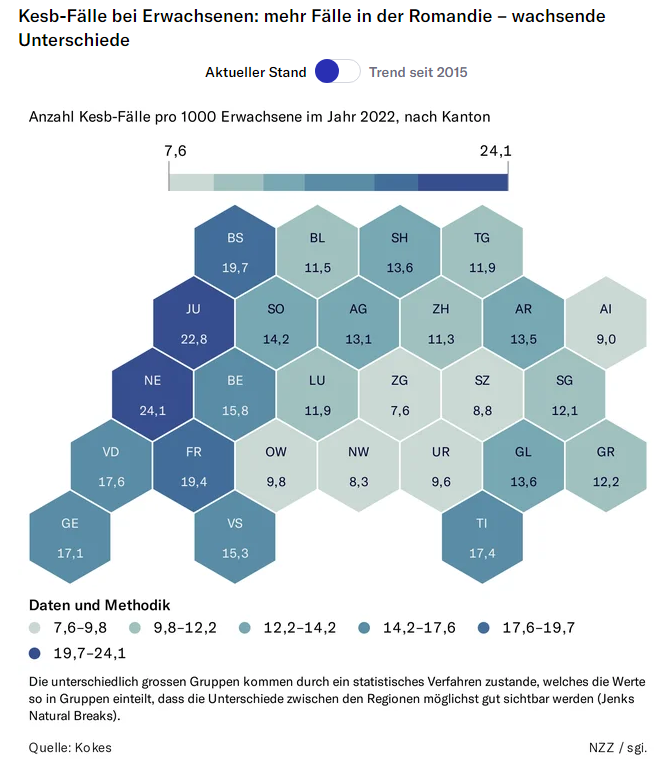 Kesb-Fälle bei Erwachsenen: mehr Fälle in der Romandie – wachsende
Unterschiede
Aktueller Stand Trend seit 2015
Anzahl Kesb-Fälle pro 1000 Erwachsene im Jahr 2022, nach Kanton
7,6 24,1
BS BL SH TG
19,7 11,5 13,6 11,9
JU SO AG ZH AR AI
22,8 14,2 13,1 11,3 13,5 9,0
NE BE LU ZG SZ SG
24,1 15,8 11,9 7,6 8,8 12,1
VD FR OW NW UR GL GR
17,6 19,4 9,8 8,3 9,6 13,6 12,2
GE VS TI
17,1 15,3 17,4
Daten und Methodik
7,6–9,8 9,8–12,2 12,2–14,2 14,2–17,6 17,6–19,7
19,7–24,1
Die unterschiedlich grossen Gruppen kommen durch ein statistisches Verfahren zustande, welches die Werte
so in Gruppen einteilt, dass die Unterschiede zwischen den Regionen möglichst gut sichtbar werden (Jenks
Natural Breaks).
Quelle: Kokes NZZ / sgi.